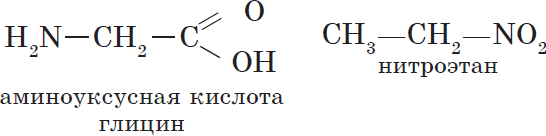 H₂N—CH₂—C
O
OH
аминоуксусная кислота
глицин
CH₃—CH₂—NO₂
нитроэтан